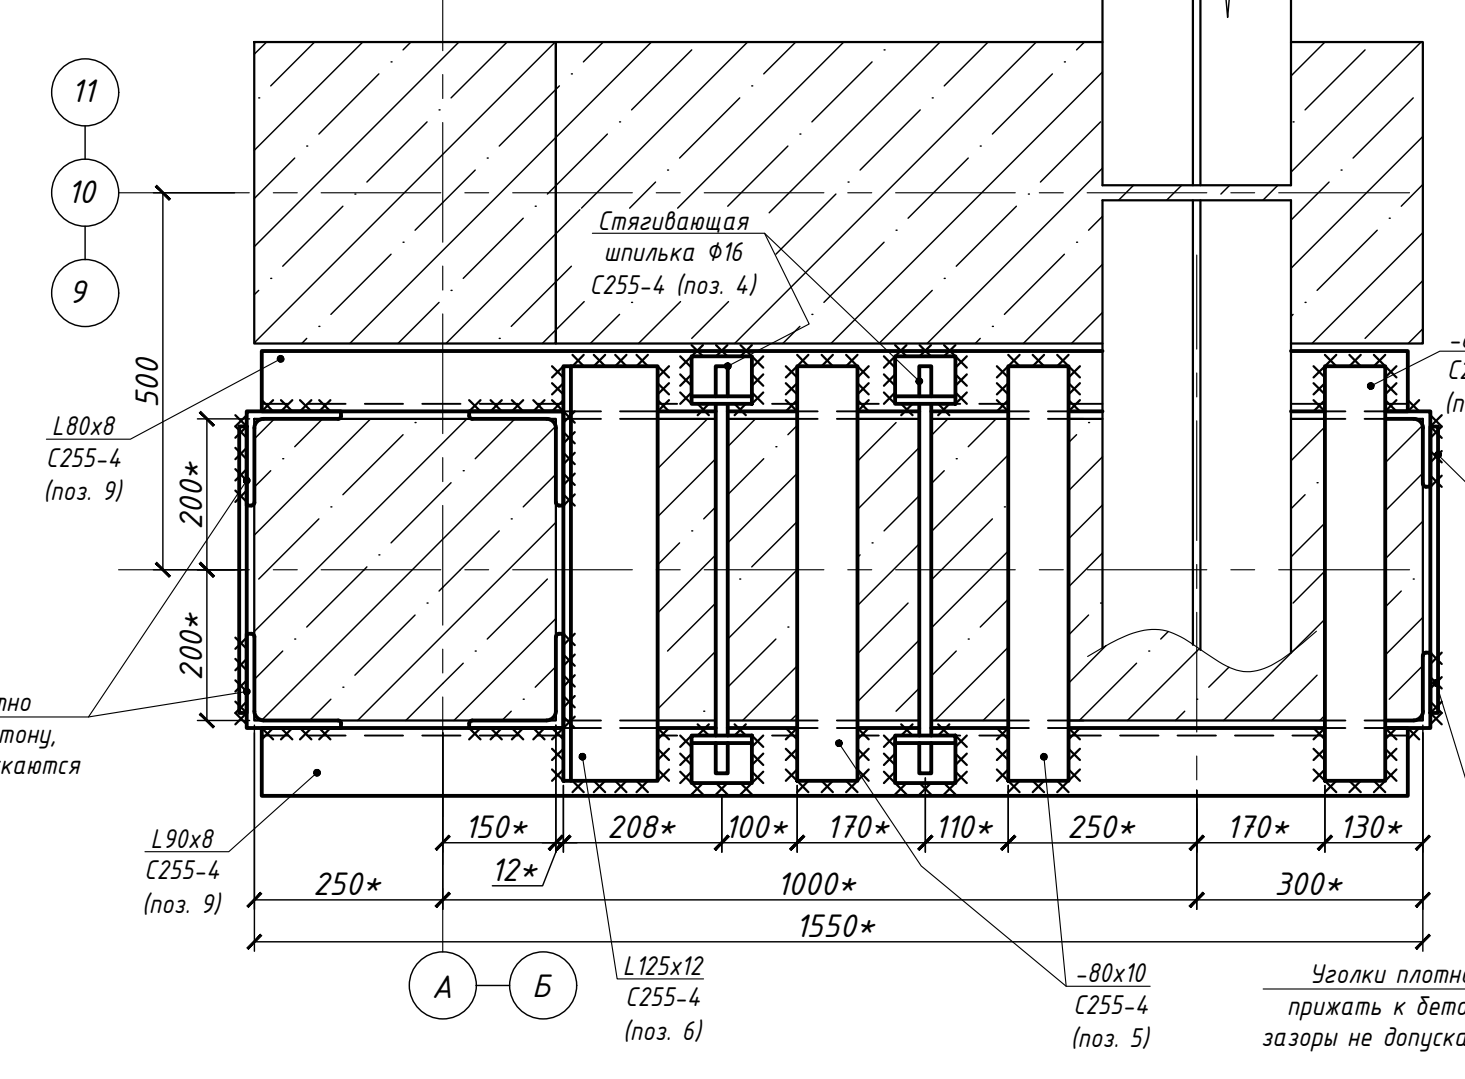 11
10
9
Стягивающая
шпилька Ф16
С255-4 (поз. 4)
500
L80x8
С255-4
(поз. 9)
200*
200*
тону,
каются
L90x8
С255-4
(поз. 9)
150*
208*
100*
170*
110*
250*
170*
130*
12*
250*
1000*
300*
1550*
А
Б
L125x12
С255-4
(поз. 6)
-80x10
С255-4
(поз. 5)
Уголки плотн
прижать к бето
зазоры не допуска